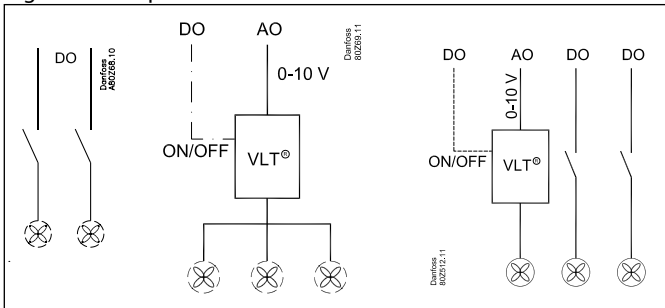 DO
Danfoss
A80Z68.10
DO
AO
Danfoss
80Z69.11
0-10 V
ON/OFF
VLT®
DO
AO
DO
DO
0-10 V
ON/OFF
VLT®
Danfoss
80Z512.11